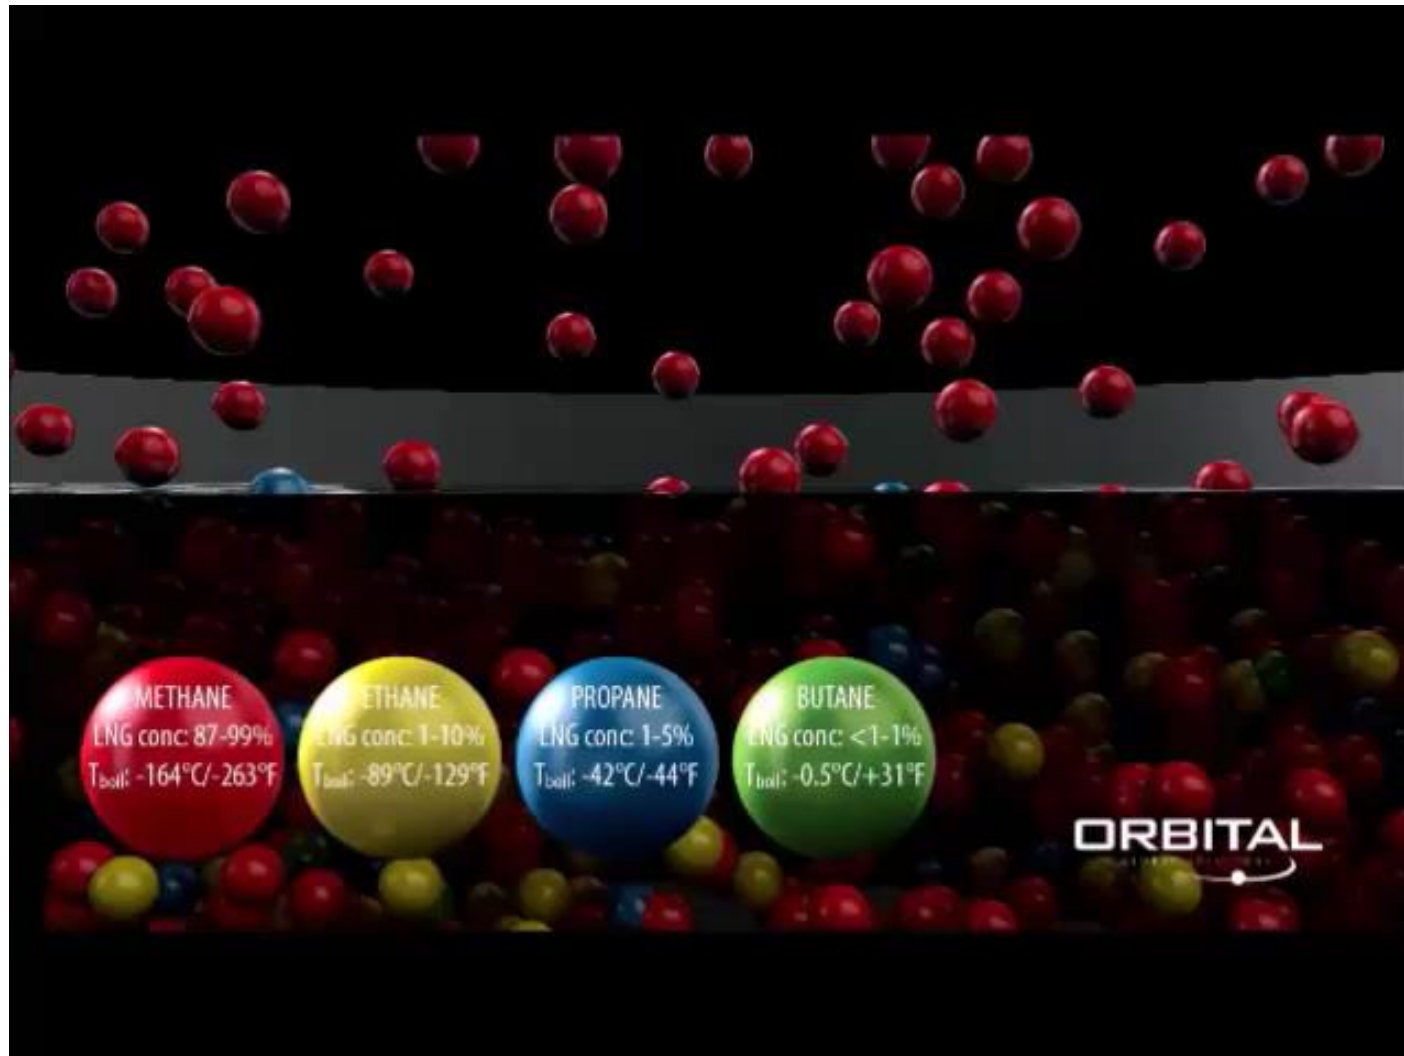 METHANE
LNG conc: 87-99%
Tboil: -164°C/-263°F
ETHANE
LNG conc: 1-10%
Tboil: -89°C/-129°F
PROPANE
LNG conc: 1-5%
Tboil: -42°C/-44°F
BUTANE
LNG conc: <1-1%
Tboil: -0.5°C/+31°F
ORBITAL